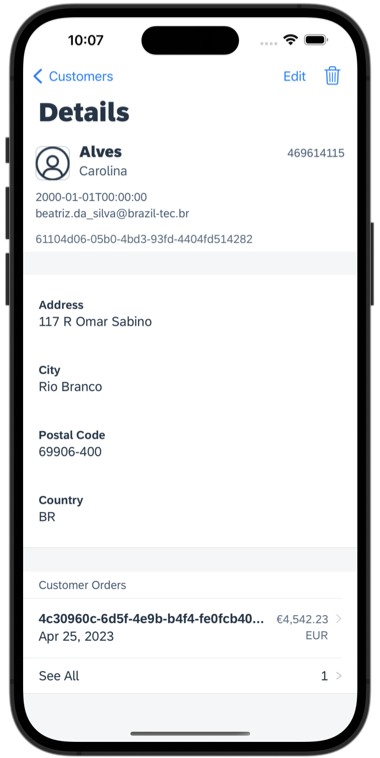 10:07
Customers
Edit
Details
Alves
469614115
Carolina
2000-01-01T00:00:00
beatriz.da_silva@brazil-tec.br
61104d06-05b0-4bd3-93fd-4404fd514282
Address
117 R Omar Sabino
City
Rio Branco
Postal Code
69906-400
Country
BR
Customer Orders
4c30960c-6d5f-4e9b-b4f4-fe0fcb40...
€4,542.23
Apr 25, 2023
EUR
See All
1